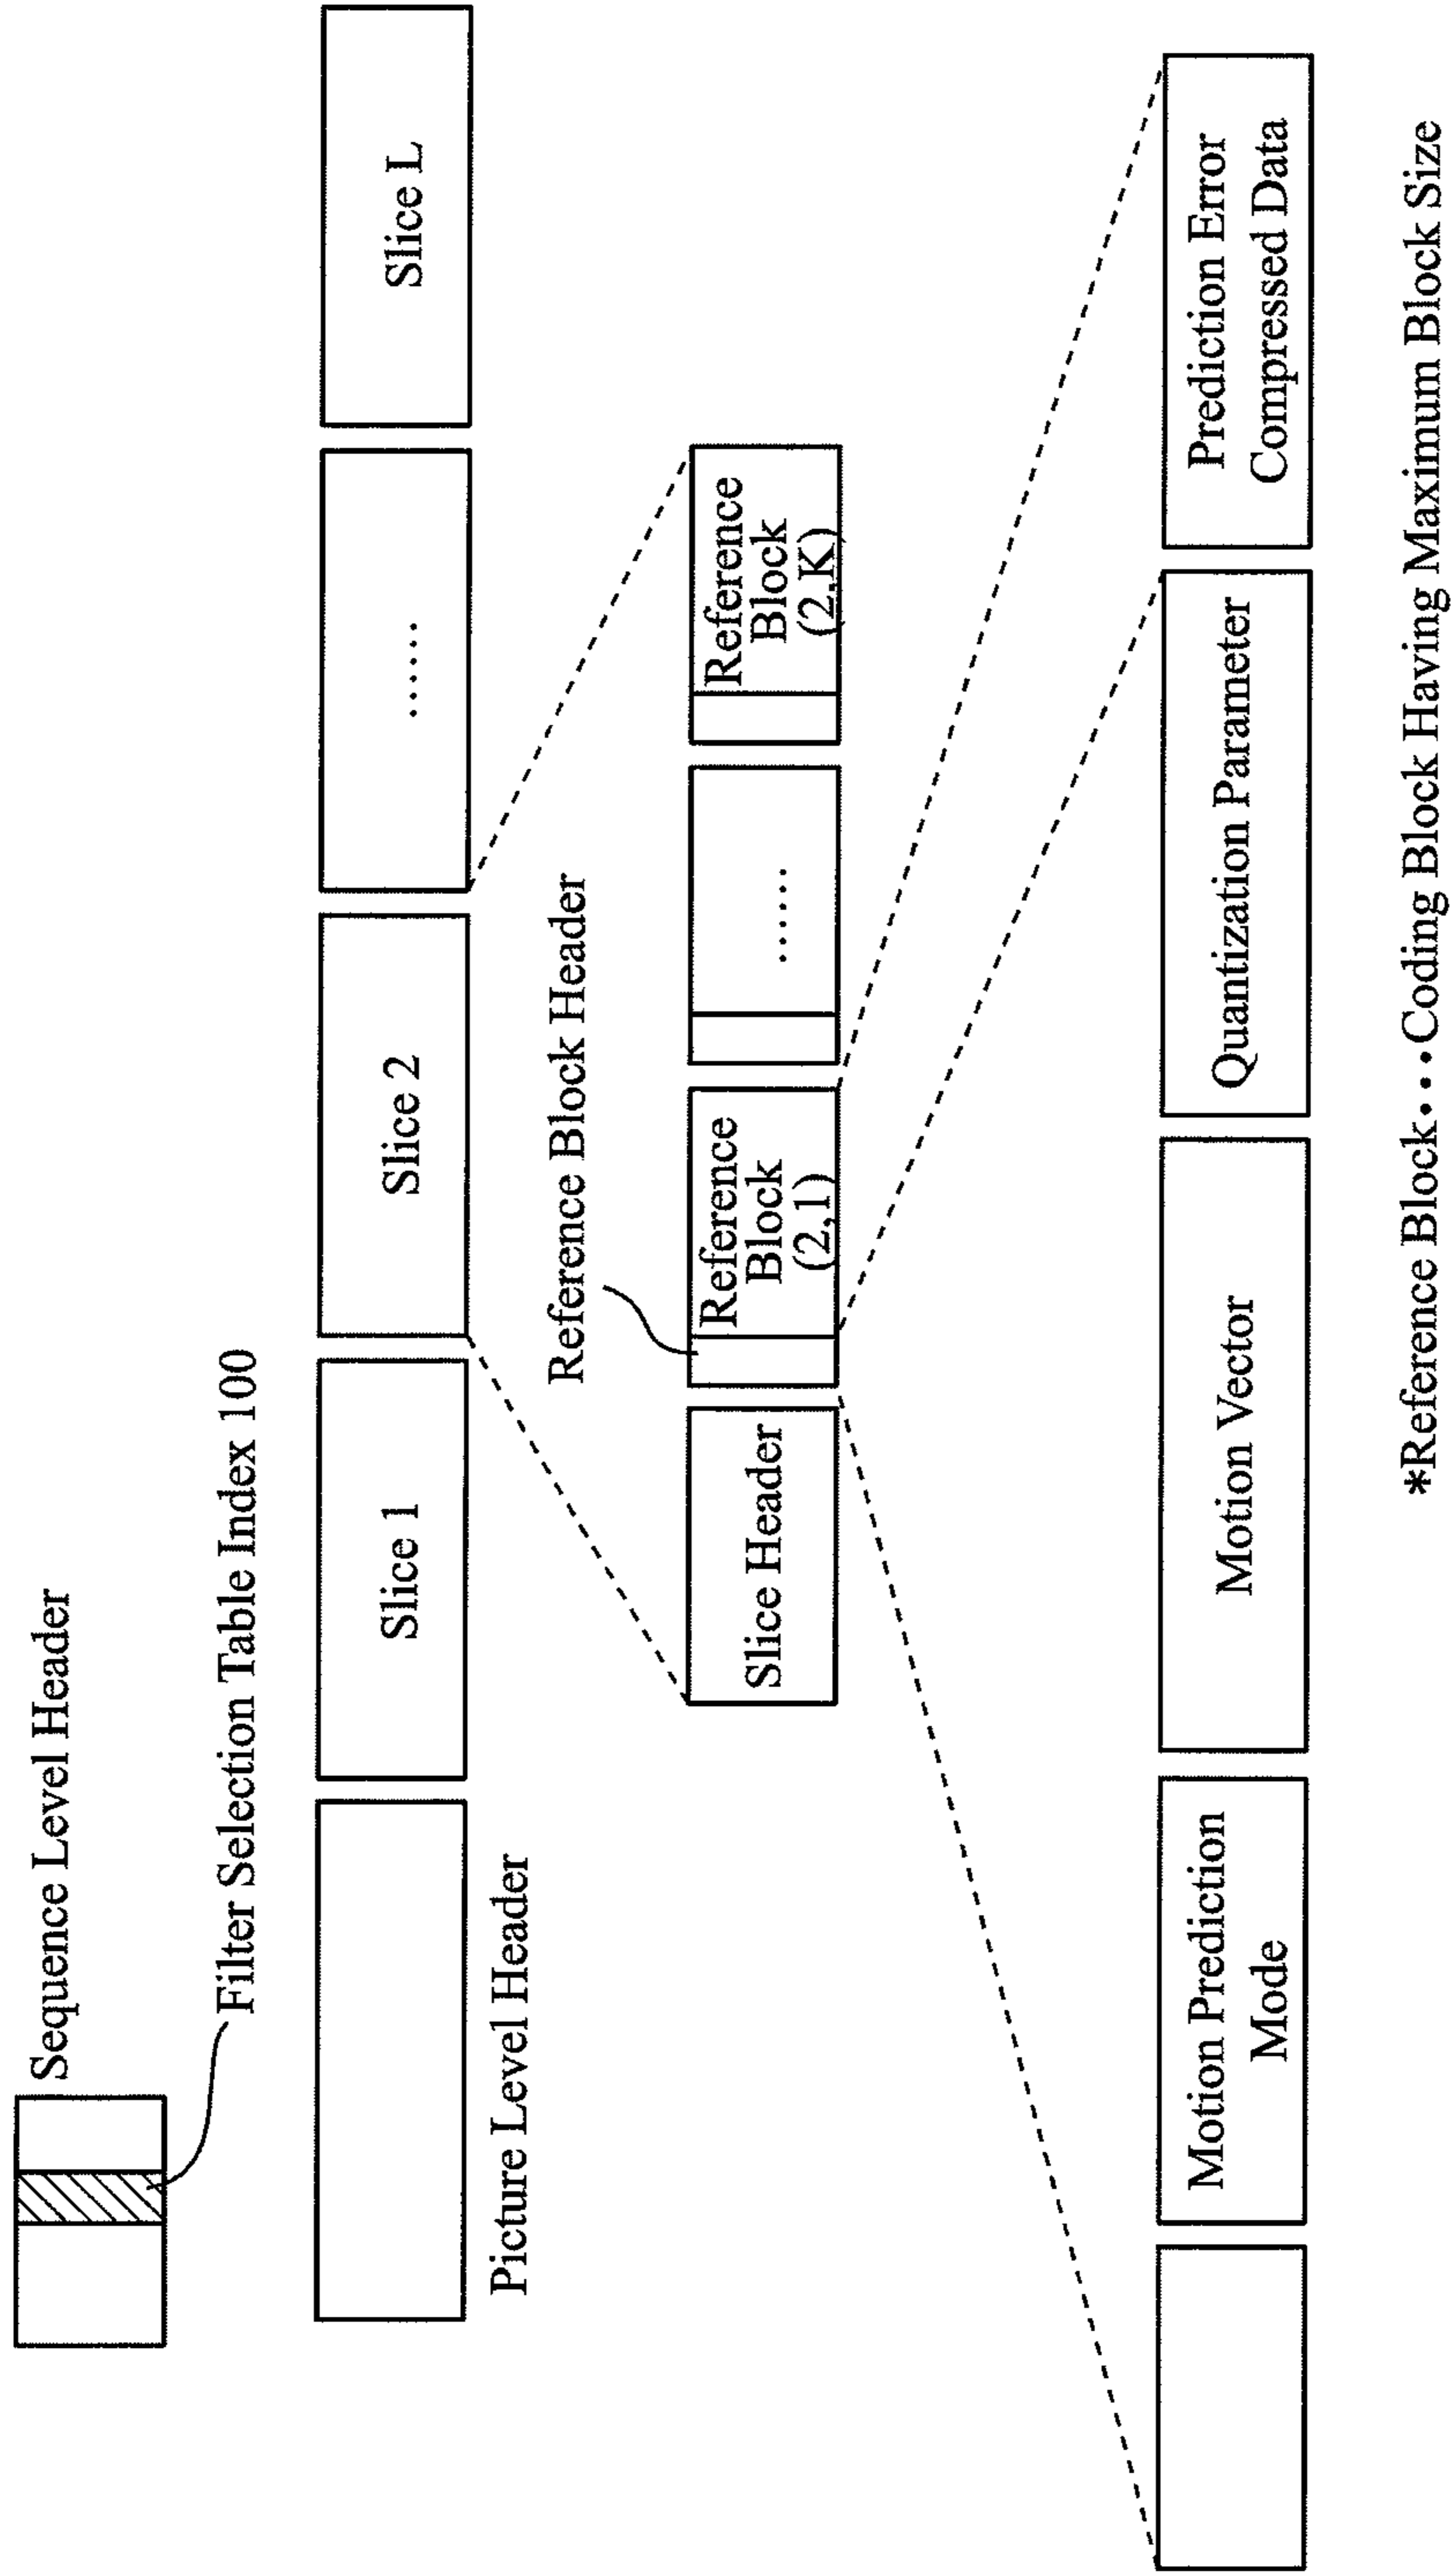 Sequence Level Header
Filter Selection Table Index 100
Slice 1
Slice 2
......
Slice L
Picture Level Header
Reference Block Header
Slice Header
Reference
Block
(2,1)
......
Reference
Block
(2,K)
Motion Prediction
Mode
Motion Vector
Quantization Parameter
Prediction Error
Compressed Data
*Reference Block•••Coding Block Having Maximum Block Size